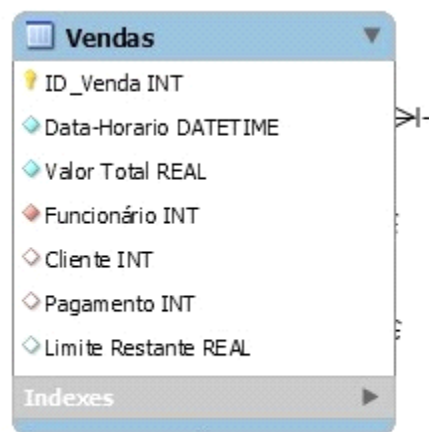 Vendas
ID_Venda INT
Data-Horario DATETIME
Valor Total REAL
Funcionário INT
Cliente INT
Pagamento INT
Limite Restante REAL
Indexes